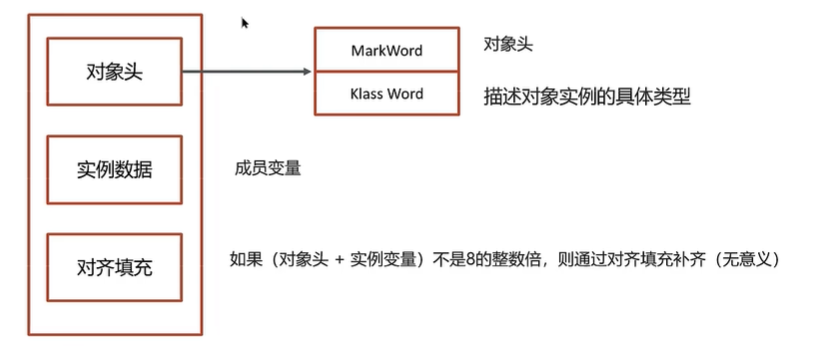 对象头
MarkWord
对象头
Klass Word
描述对象实例的具体类型
实例数据
成员变量
对齐填充
如果（对象头 + 实例变量）不是8的整数倍，则通过对齐填充补齐（无意义）